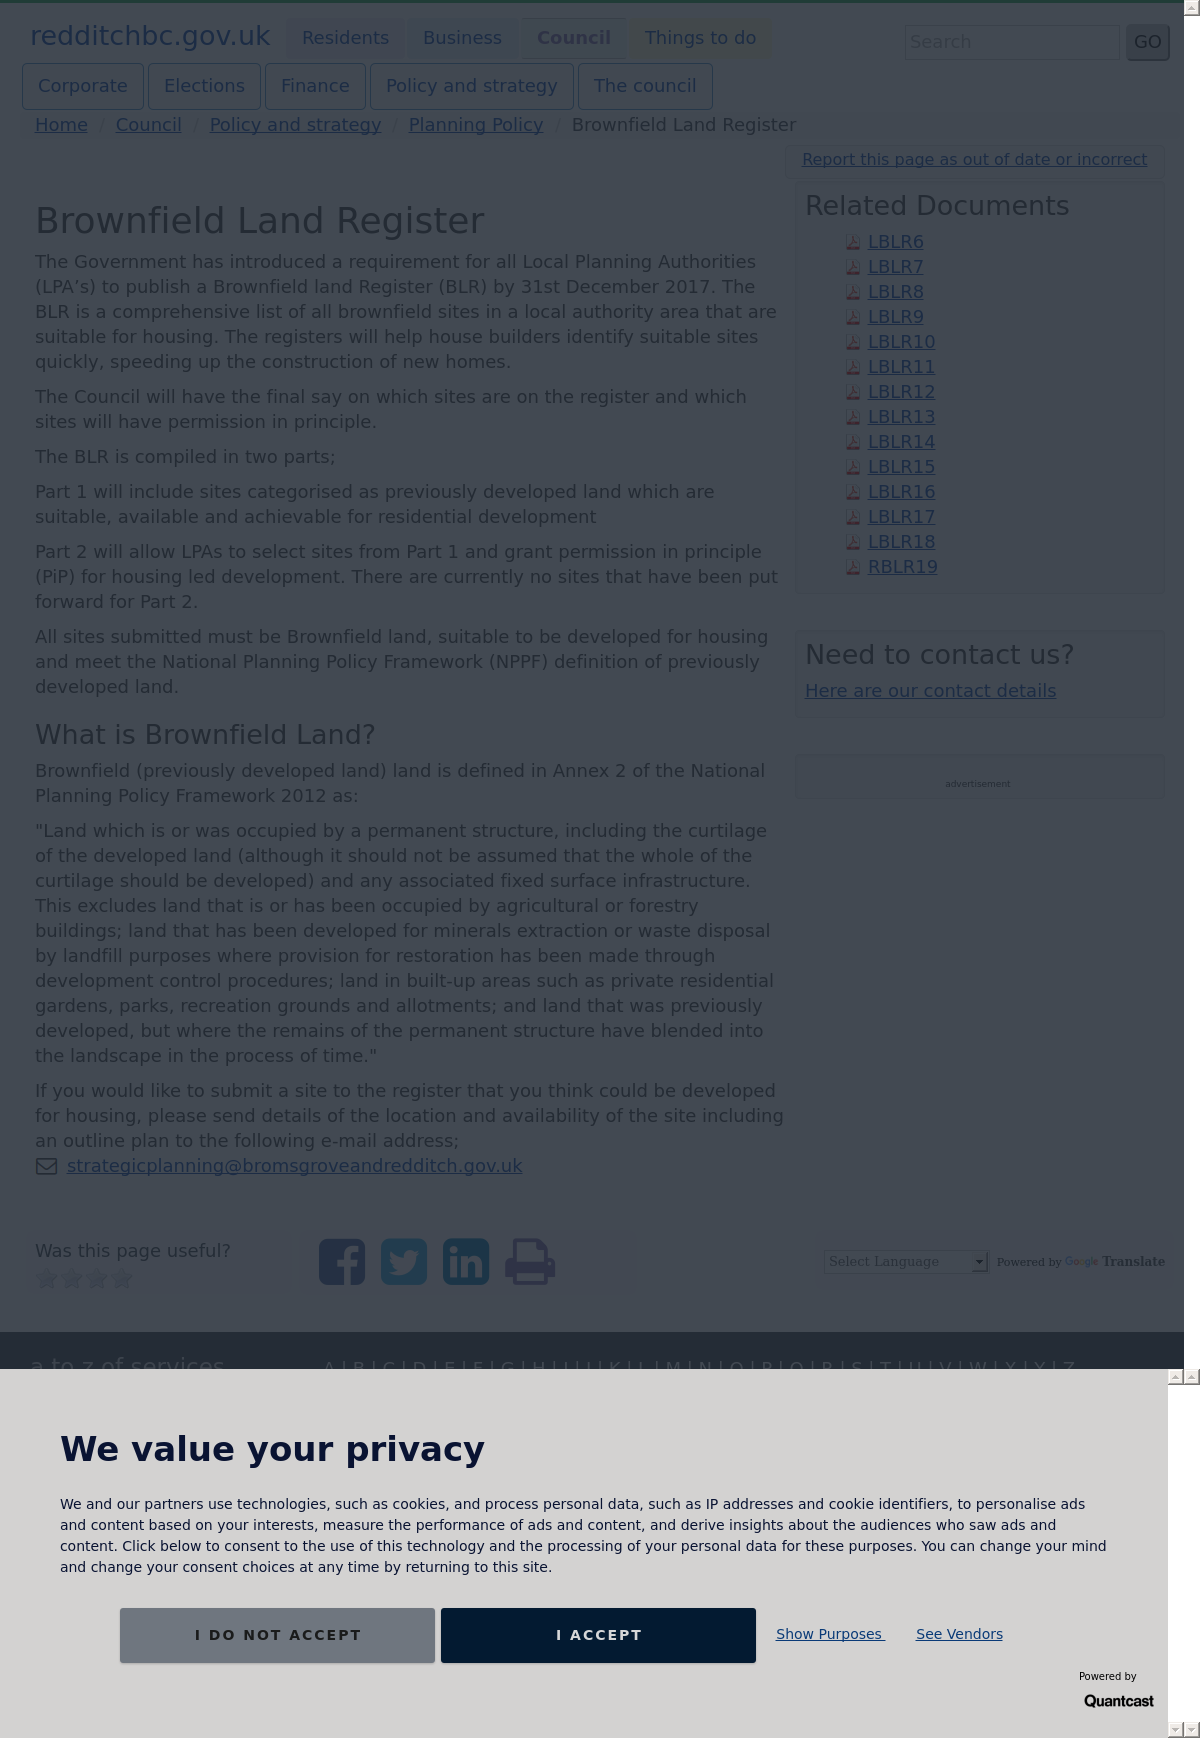 redditchbc.gov.uk
Residents
Business
Council
Things to do
Search
GO
Corporate
Elections
Finance
Policy and strategy
The council
Home / Council / Policy and strategy / Planning Policy / Brownfield Land Register
Report this page as out of date or incorrect
Brownfield Land Register
The Government has introduced a requirement for all Local Planning Authorities
(LPA’s) to publish a Brownfield land Register (BLR) by 31st December 2017. The
BLR is a comprehensive list of all brownfield sites in a local authority area that are
suitable for housing. The registers will help house builders identify suitable sites
quickly, speeding up the construction of new homes.
The Council will have the final say on which sites are on the register and which
sites will have permission in principle.
The BLR is compiled in two parts;
Part 1 will include sites categorised as previously developed land which are
suitable, available and achievable for residential development
Part 2 will allow LPAs to select sites from Part 1 and grant permission in principle
(PiP) for housing led development. There are currently no sites that have been put
forward for Part 2.
All sites submitted must be Brownfield land, suitable to be developed for housing
and meet the National Planning Policy Framework (NPPF) definition of previously
developed land.
What is Brownfield Land?
Brownfield (previously developed land) land is defined in Annex 2 of the National
Planning Policy Framework 2012 as:
"Land which is or was occupied by a permanent structure, including the curtilage
of the developed land (although it should not be assumed that the whole of the
curtilage should be developed) and any associated fixed surface infrastructure.
This excludes land that is or has been occupied by agricultural or forestry
buildings; land that has been developed for minerals extraction or waste disposal
by landfill purposes where provision for restoration has been made through
development control procedures; land in built-up areas such as private residential
gardens, parks, recreation grounds and allotments; and land that was previously
developed, but where the remains of the permanent structure have blended into
the landscape in the process of time."
If you would like to submit a site to the register that you think could be developed
for housing, please send details of the location and availability of the site including
an outline plan to the following e-mail address;
strategicplanning@bromsgroveandredditch.gov.uk
Related Documents
LBLR6
LBLR7
LBLR8
LBLR9
LBLR10
LBLR11
LBLR12
LBLR13
LBLR14
LBLR15
LBLR16
LBLR17
LBLR18
RBLR19
Need to contact us?
Here are our contact details
advertisement
Was this page useful?
Select Language
Powered by Google Translate
a to z of services
A | B | C | D | E | F | G | H | I | J | K | L | M | N | O | P | Q | R | S | T | U | V | W | X | Y | Z
We value your privacy
We and our partners use technologies, such as cookies, and process personal data, such as IP addresses and cookie identifiers, to personalise ads
and content based on your interests, measure the performance of ads and content, and derive insights about the audiences who saw ads and
content. Click below to consent to the use of this technology and the processing of your personal data for these purposes. You can change your mind
and change your consent choices at any time by returning to this site.
I DO NOT ACCEPT
I ACCEPT
Show Purposes
See Vendors
Powered by
Quantcast